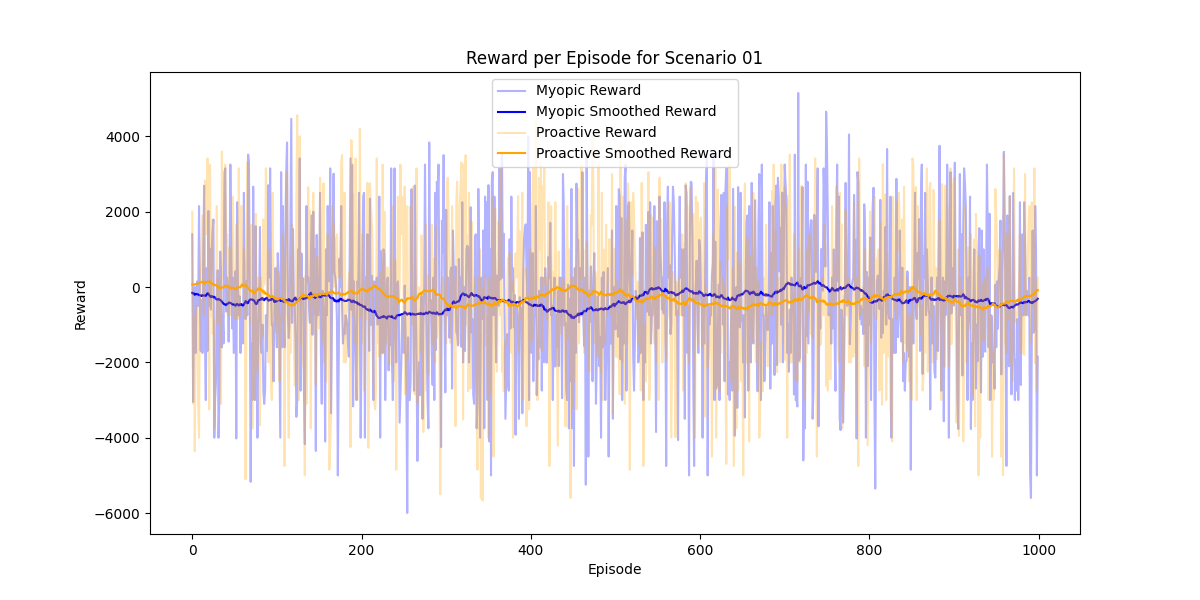 Reward per Episode for Scenario 01
Myopic Reward
Myopic Smoothed Reward
Proactive Reward
Proactive Smoothed Reward
Reward
4000
2000
0
−2000
−4000
−6000
0 200 400 600 800 1000
Episode